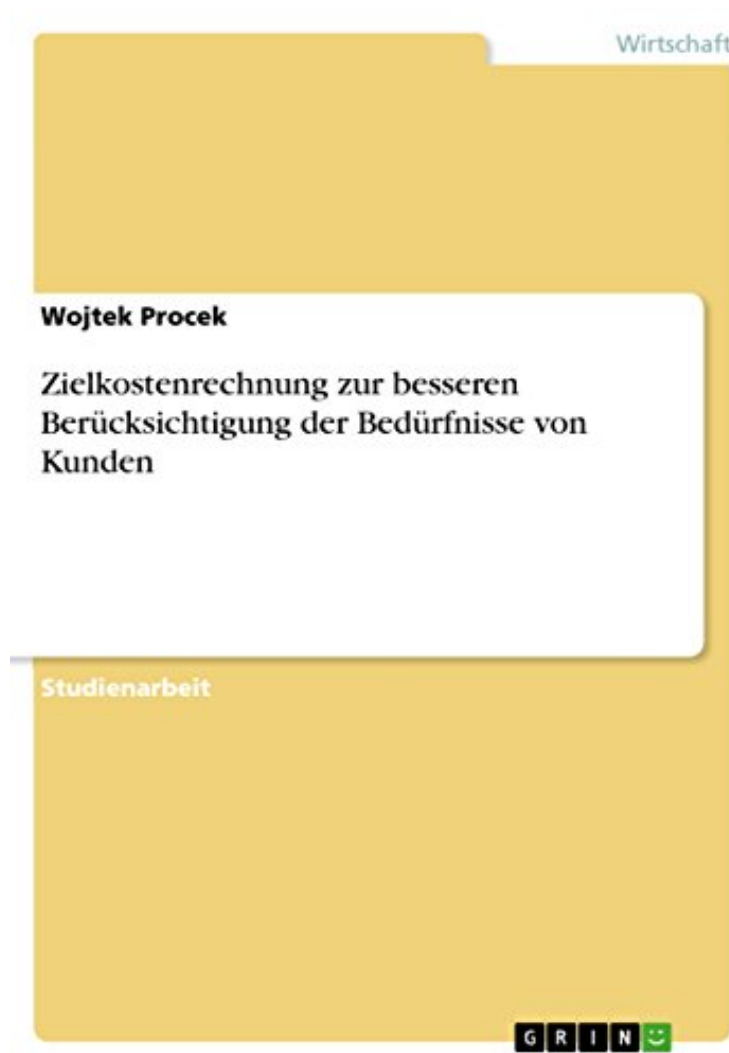 Wirtschaft
Wojtek Procek
Zielkostenrechnung zur besseren
Berücksichtigung der Bedürfnisse von
Kunden
Studienarbeit
GRIN